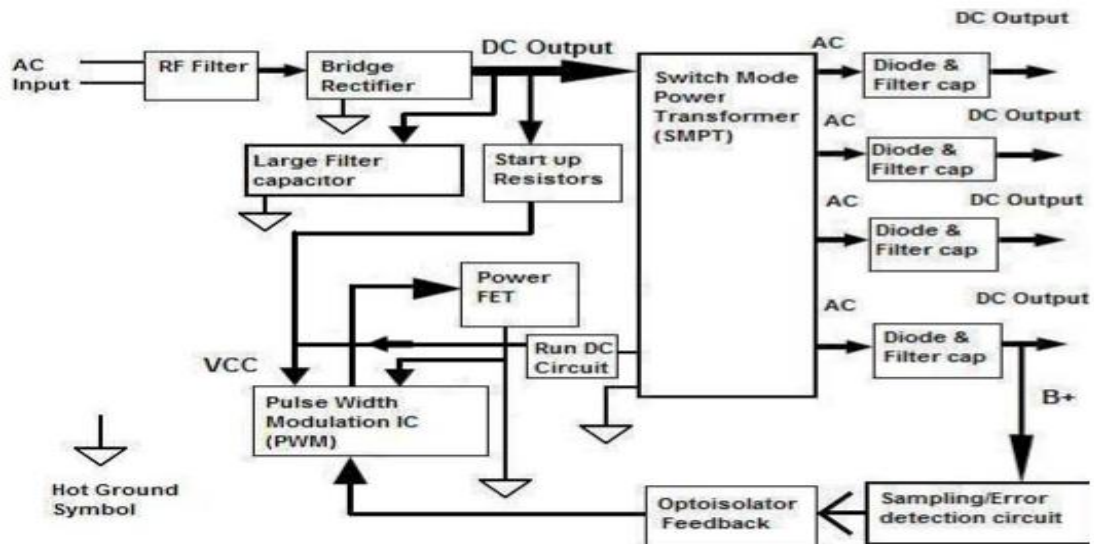 DC Output
AC
Input
RF Filter
Bridge
Rectifier
DC Output
Switch Mode
Power
Transformer
(SMPT)
AC
Diode &
Filter cap
DC Output
AC
Diode &
Filter cap
Large Filter
capacitor
Start up
Resistors
DC Output
AC
Diode &
Filter cap
Power
FET
DC Output
AC
Diode &
Filter cap
Run DC
Circuit
VCC
B+
Pulse Width
Modulation IC
(PWM)
Hot Ground
Symbol
Optoisolator
Feedback
Sampling/Error
detection circuit